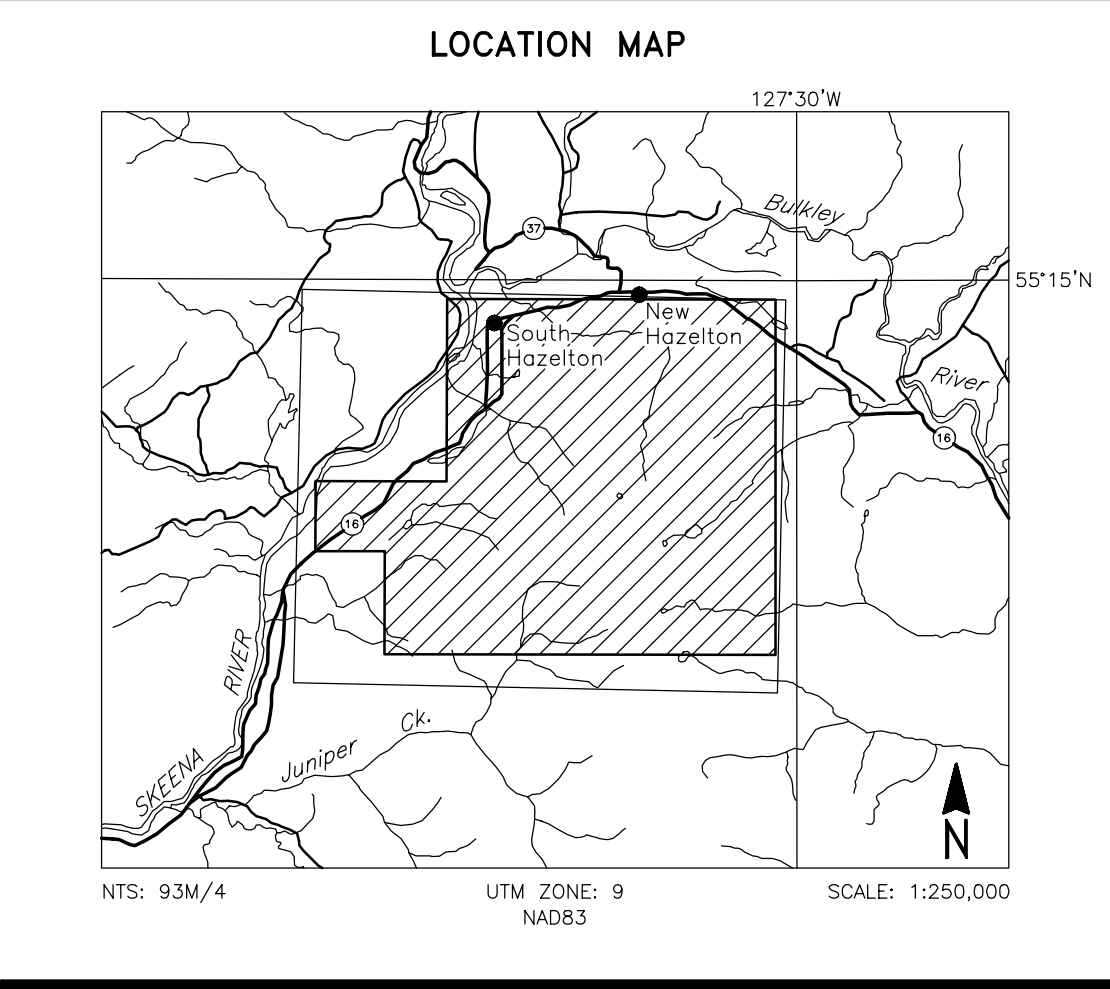 LOCATION MAP
127°30'W
37
Bulkley
55°15'N
New
Hazelton
South
Hazelton
River
16
16
RIVER
SKEENA
Juniper Ck.
N
NTS: 93M/4
UTM ZONE: 9
SCALE: 1:250,000
NAD83